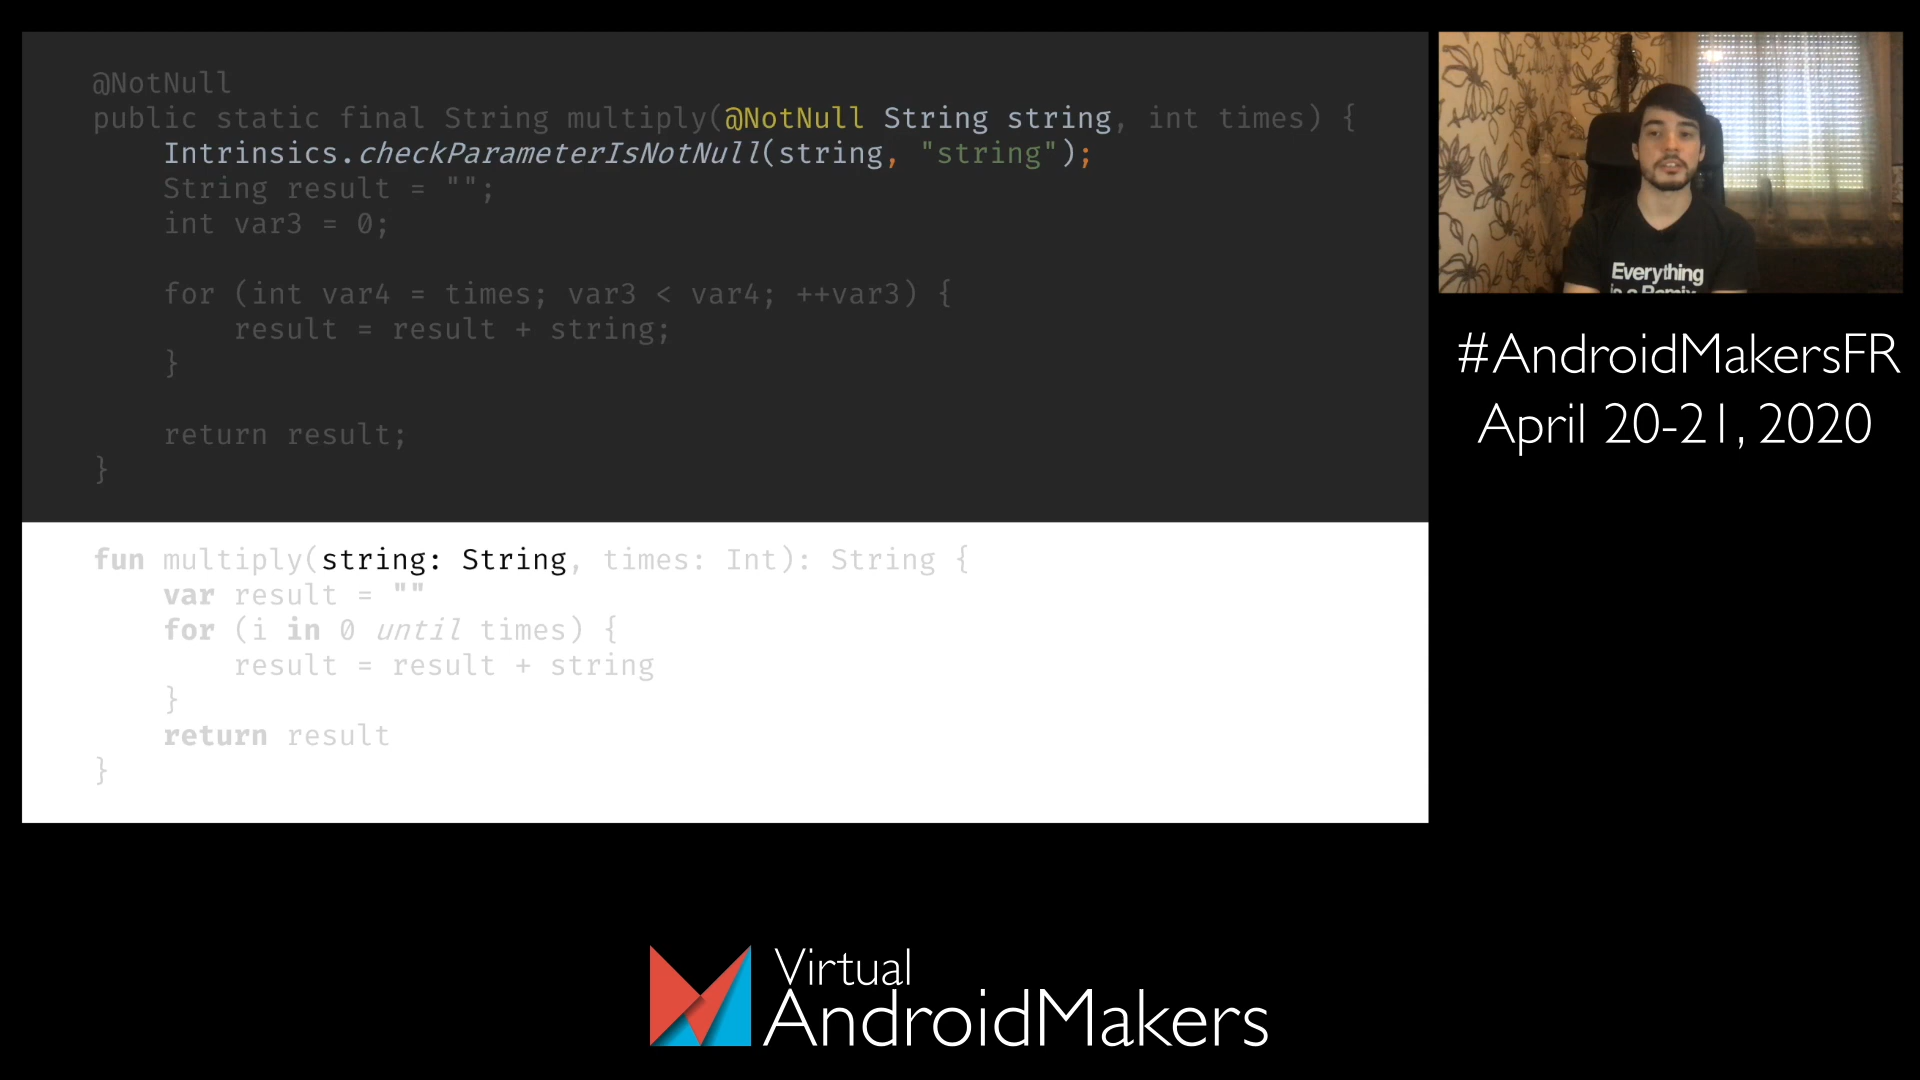 @NotNull
public static final String multiply(@NotNull String string, int times) {
    Intrinsics.checkParameterIsNotNull(string, "string");
    String result = "";
    int var3 = 0;
    for (int var4 = times; var3 < var4; ++var3) {
        result = result + string;
    }
    return result;
}
fun multiply(string: String, times: Int): String {
    var result = ""
    for (i in 0 until times) {
        result = result + string
    }
    return result
}
Everything
is a Remix
#AndroidMakersFR
April 20-21, 2020
Virtual
AndroidMakers